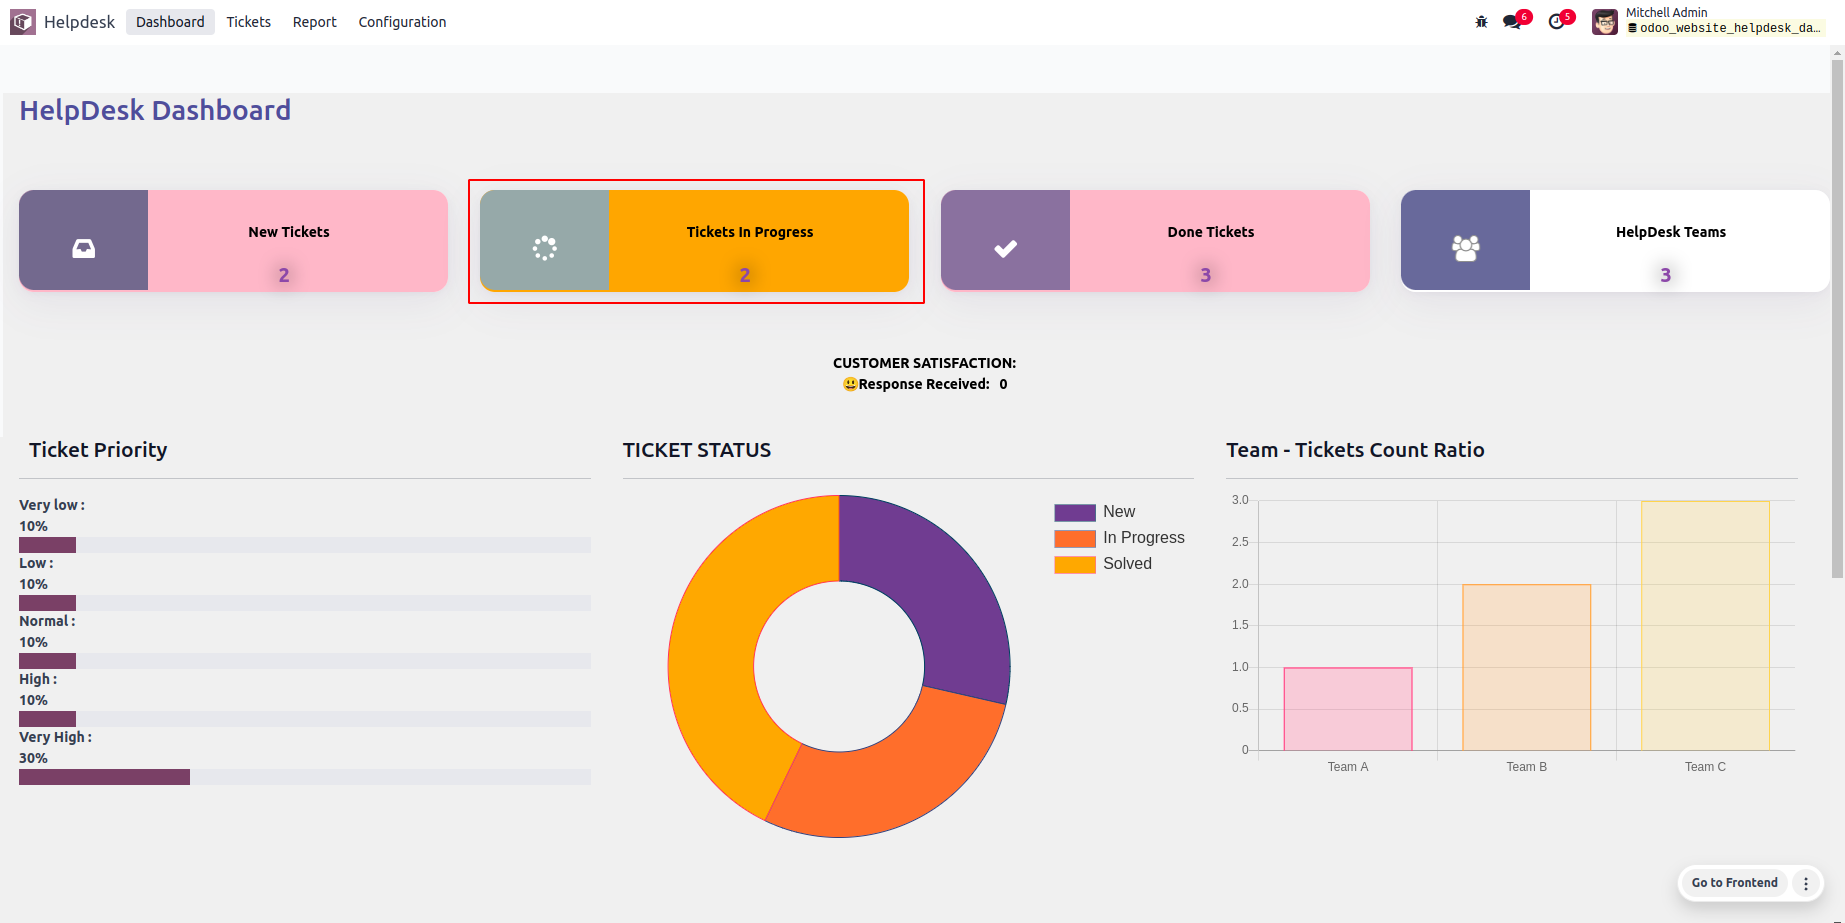 Helpdesk Dashboard Tickets Report Configuration
6 5 Mitchell Admin
odoo_website_helpdesk_da...
HelpDesk Dashboard
New Tickets
2
Tickets In Progress
2
Done Tickets
3
HelpDesk Teams
3
CUSTOMER SATISFACTION:
😃Response Received: 0
Ticket Priority
Very low :
10%
Low :
10%
Normal :
10%
High :
10%
Very High :
30%
TICKET STATUS
New
In Progress
Solved
Team - Tickets Count Ratio
3.0
2.5
2.0
1.5
1.0
0.5
0
Team A Team B Team C
Go to Frontend